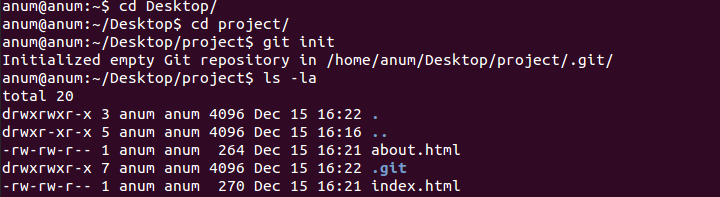 anum@anum:~$ cd Desktop/
anum@anum:~/Desktop$ cd project/
anum@anum:~/Desktop/project$ git init
Initialized empty Git repository in /home/anum/Desktop/project/.git/
anum@anum:~/Desktop/project$ ls -la
total 20
drwxrwxr-x 3 anum anum 4096 Dec 15 16:22 .
drwxr-xr-x 5 anum anum 4096 Dec 15 16:16 ..
-rw-rw-r-- 1 anum anum  264 Dec 15 16:21 about.html
drwxrwxr-x 7 anum anum 4096 Dec 15 16:22 .git
-rw-rw-r-- 1 anum anum  270 Dec 15 16:21 index.html